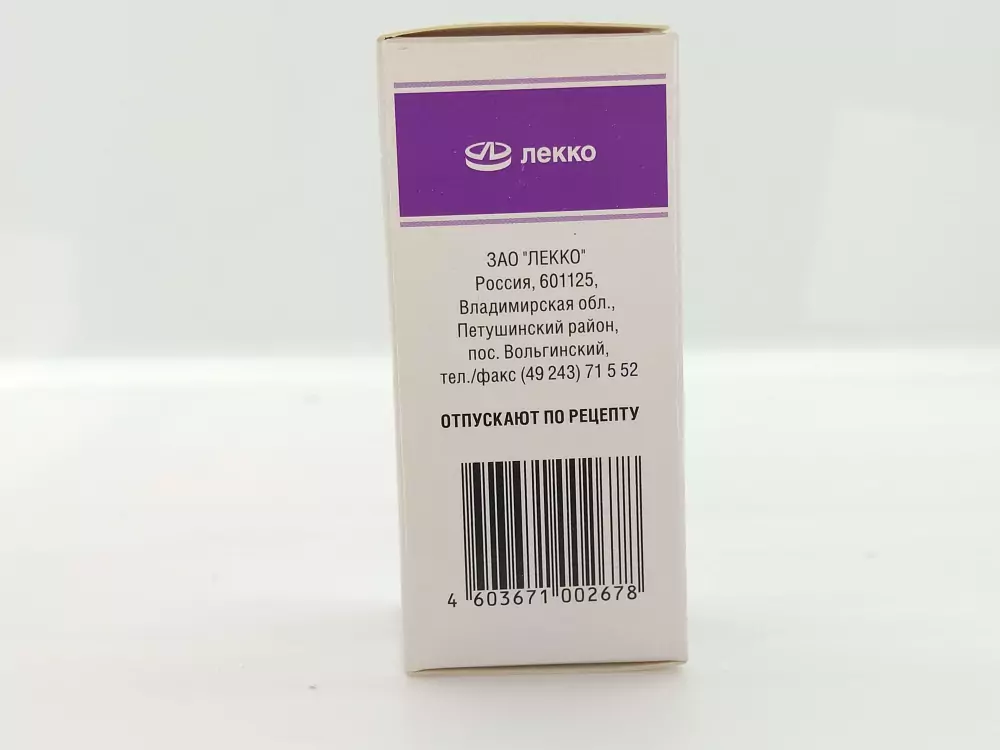 лекко
ЗАО "ЛЕККО"
Россия, 601125,
Владимирская обл.,
Петушинский район,
пос. Вольгинский,
тел./факс (49 243) 71 5 52
ОТПУСКАЮТ ПО РЕЦЕПТУ
4 603671 002678